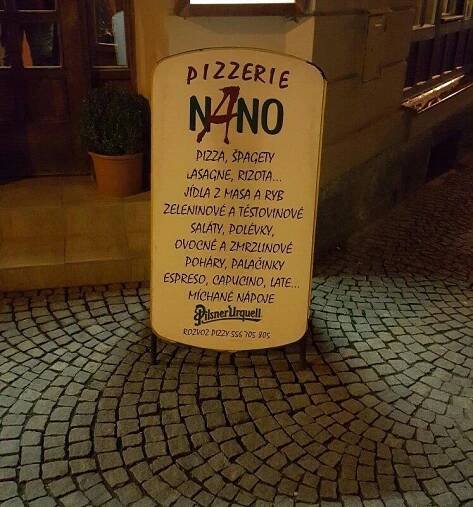 PIZZERIE
NANO
PIZZA, ŠPAGETY
LASAGNE, RIZOTA...
JÍDLA Z MASA A RYB
ZELENINOVÉ A TĚSTOVINOVÉ
SALÁTY, POLÉVKY,
OVOCNÉ A ZMRZLINOVÉ
POHÁRY, PALAČINKY
ESPRESO, CAPUCINO, LATE...
MÍCHANÉ NÁPOJE
Pilsner Urquell
ROZVOZ PIZZY 556 705 805